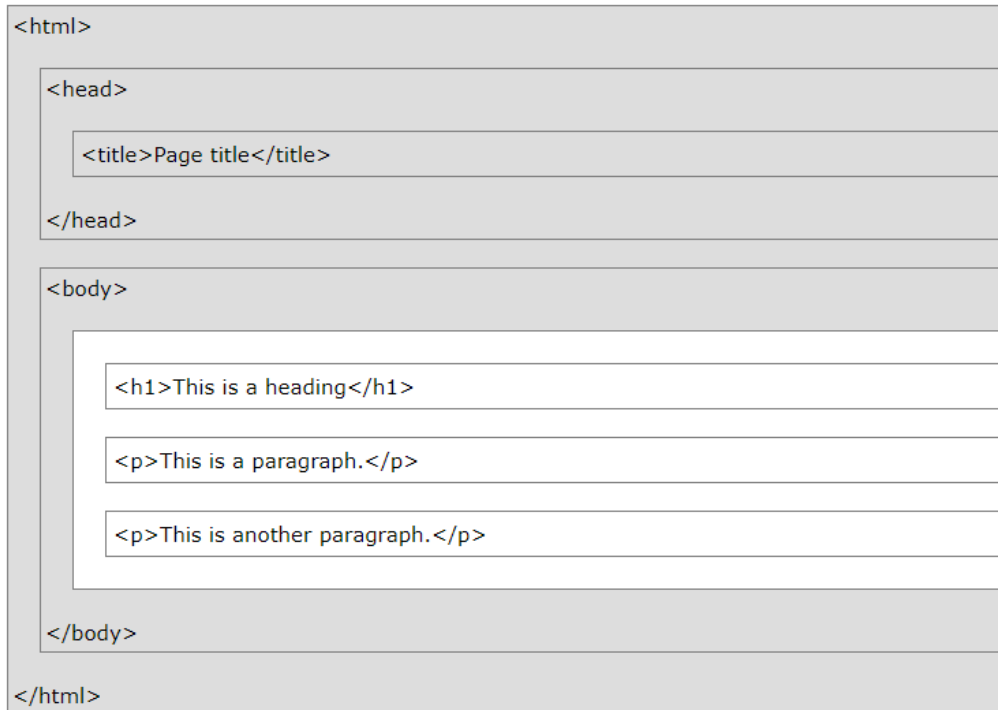 <html>
<head>
<title>Page title</title>
</head>
<body>
<h1>This is a heading</h1>
<p>This is a paragraph.</p>
<p>This is another paragraph.</p>
</body>
</html>